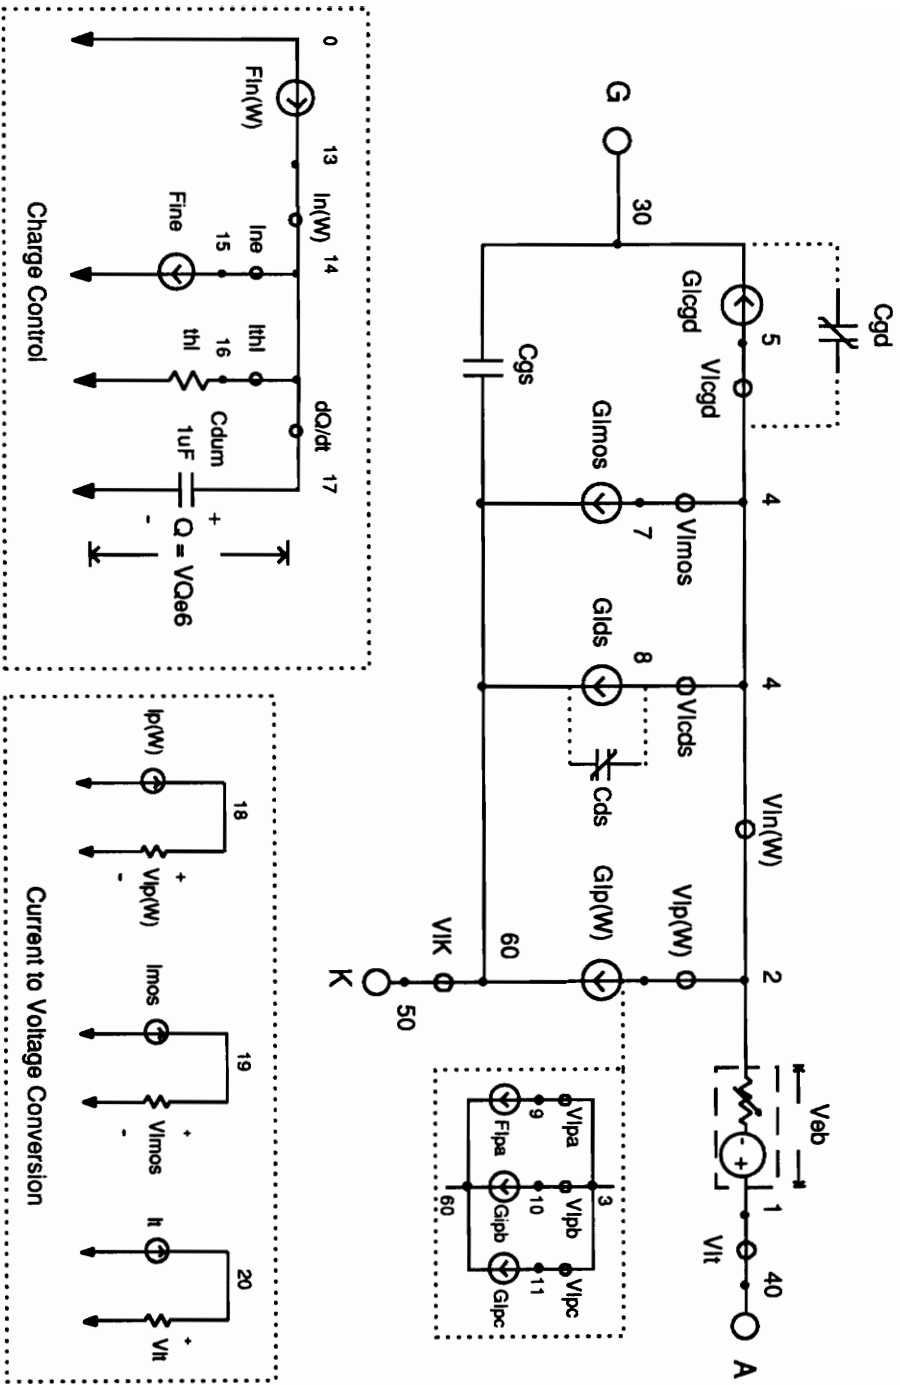 Cgd
GIcgd
5
VIcgd
4
4
VIn(W)
2
Veb
- +
1
VIt
40
A
G
30
Cgs
GImos
7
VImos
GIds
8
VIcds
Cds
GIp(W)
VIp(W)
60
VIK
50
K
3
VIpa
VIpb
VIpc
9
10
11
FIpa
Gipb
GIpc
60
0
FIn(W)
13
In(W)
14
dQ/dt
17
Ine
15
Fine
Ithl
16
thl
Cdum
1uF
+
-
Q = VQe6
Charge Control
18
Ip(W)
+
VIp(W)
-
19
Imos
+
VImos
-
20
It
+
VIt
Current to Voltage Conversion